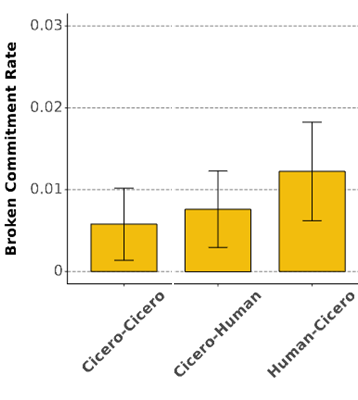 Broken Commitment Rate
0.03
0.02
0.01
0
Cicero-Cicero
Cicero-Human
Human-Cicero